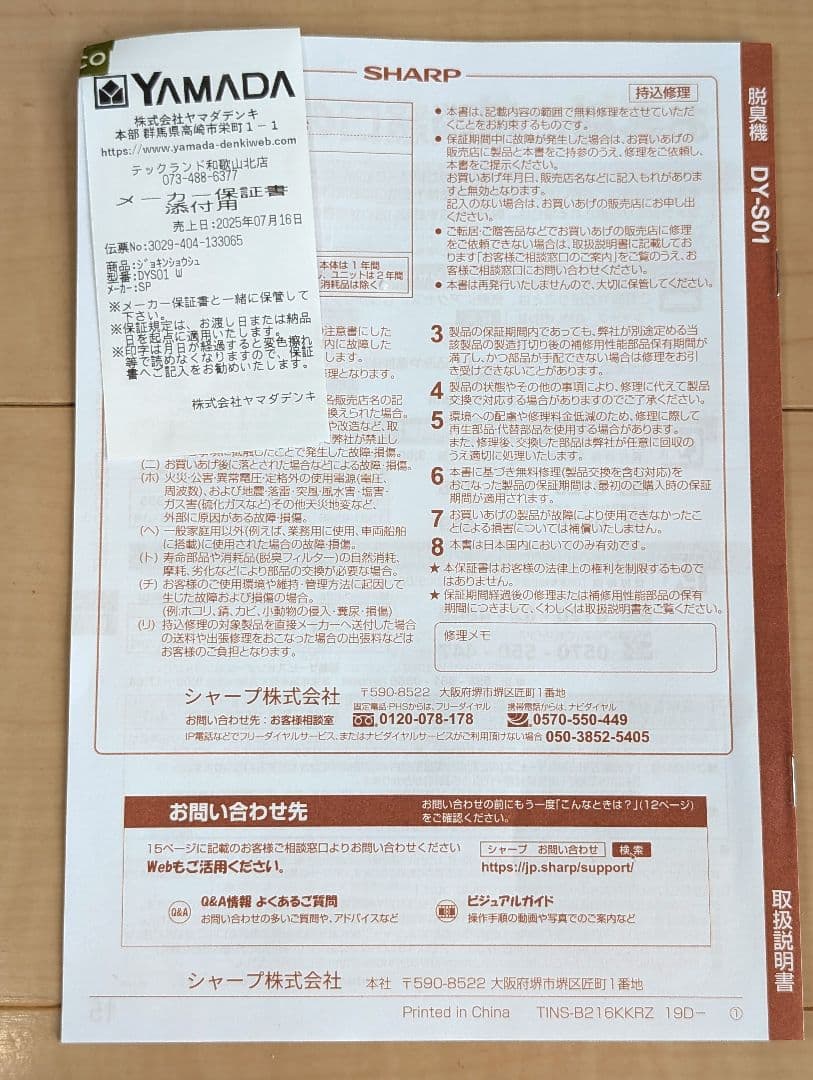 CO
YAMADA
株式会社ヤマダデンキ
本部 群馬県高崎市栄町1-1
https://www.yamada-denkiweb.com
テックランド和歌山北店
073-488-6377
メーカー保証書
添付用
売上日:2025年07月16日
伝票No:3029-404-133065
商品:ジョキンショウシュ
型番:DYS01 W
メーカー:SP
※メーカー保証書と一緒に保管して
下さい。
※保証規定は、お渡し日または納品
日を起点に適用いたします。
※印字は月日が経過すると変色擦れ
等で読めなくなりますので、保証
書へご記入をお勧めいたします。
株式会社ヤマダデンキ
SHARP
持込修理
● 本書は、記載内容の範囲で無料修理をさせていただ
くことをお約束するものです。
● 保証期間中に故障が発生した場合は、お買いあげの
販売店に製品と本書をご持参のうえ、修理をご依頼し、
本書をご提示ください。
お買いあげ年月日、販売店名などに記入もれがありま
すと無効となります。
記入のない場合は、お買いあげの販売店にお申し出
ください。
● ご転居・ご贈答品などでお買いあげの販売店に修理
をご依頼できない場合は、取扱説明書に記載しており
ます「お客様ご相談窓口のご案内」をご覧のうえ、お
客様ご相談窓口にお問い合わせください。
● 本書は再発行いたしませんので、大切に保管してください。
本体は1年間
、ユニットは2年間
消耗品は除く
注意書にした
内に故障した
します。
理となります。
名販売店名の記
換えられた場合。
や改造など、取
弊社が禁止し
たことで発生した故障・損傷。
(ニ) お買いあげ後に落とされた場合などによる故障・損傷。
(ホ) 火災・公害・異常電圧・定格外の使用電源(電圧、
周波数)、および地震・落雷・突風・風水害・塩害・
ガス害(硫化ガスなど)その他天災地変など、
外部に原因がある故障・損傷。
(ヘ) 一般家庭用以外(例えば、業務用に使用、車両船舶
に搭載)に使用された場合の故障・損傷。
(ト) 寿命部品や消耗品(脱臭フィルター)の自然消耗、
摩耗、劣化などにより部品の交換が必要な場合。
(チ) お客様のご使用環境や維持・管理方法に起因して
生じた故障および損傷の場合。
(例:ホコリ、錆、カビ、小動物の侵入・糞尿・損傷)
(リ) 持込修理の対象製品を直接メーカーへ送付した場合
の送料や出張修理をおこなった場合の出張料などは
お客様のご負担となります。
3 製品の保証期間内であっても、弊社が別途定める当
該製品の製造打切り後の補修用性能部品保有期間が
満了し、かつ部品が手配できない場合は修理をお引
き受けできないことがあります。
4 製品の状態やその他の事項により、修理に代えて製品
交換で対応する場合がありますのでご了承ください。
5 環境への配慮や修理料金低減のため、修理に際して
再生部品・代替部品を使用する場合があります。
また、修理後、交換した部品は弊社が任意に回収の
うえ適切に処理いたします。
6 本書に基づき無料修理(製品交換を含む対応)を
おこなった製品の保証期間は、最初のご購入時の保証
期間が適用されます。
7 お買いあげの製品が故障により使用できなかったこ
とによる損害については補償いたしません。
8 本書は日本国内においてのみ有効です。
★ 本保証書はお客様の法律上の権利を制限するもので
はありません。
★ 保証期間経過後の修理または補修用性能部品の保有
期間につきまして、くわしくは取扱説明書をご覧ください。
修理メモ
シャープ株式会社 〒590-8522 大阪府堺市堺区匠町1番地
お問い合わせ先:お客様相談室 固定電話・PHSからは、フリーダイヤル 0120-078-178 携帯電話からは、ナビダイヤル 0570-550-449
IP電話などでフリーダイヤルサービス、またはナビダイヤルサービスがご利用頂けない場合 050-3852-5405
お問い合わせ先
お問い合わせの前にもう一度「こんなときは?」(12ページ)
をご確認ください。
15ページに記載のお客様ご相談窓口よりお問い合わせください
Webもご活用ください。
シャープ お問い合わせ 検索
https://jp.sharp/support/
Q&A
Q&A情報 よくあるご質問
お問い合わせの多いご質問や、アドバイスなど
ビジュアルガイド
操作手順の動画や写真でのご案内など
シャープ株式会社 本社 〒590-8522 大阪府堺市堺区匠町1番地
Printed in China TINS-B216KKRZ 19D- ①
脱臭機 DY-S01
取扱説明書